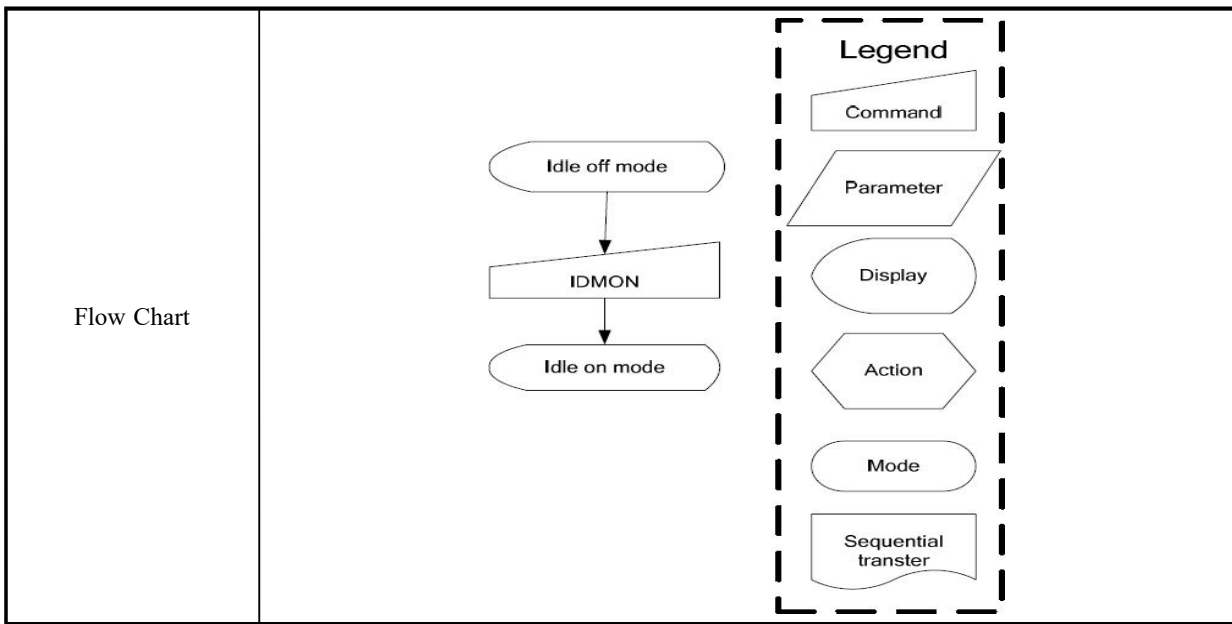 Flow Chart
Idle off mode
IDMON
Idle on mode
Legend
Command
Parameter
Display
Action
Mode
Sequential
transter